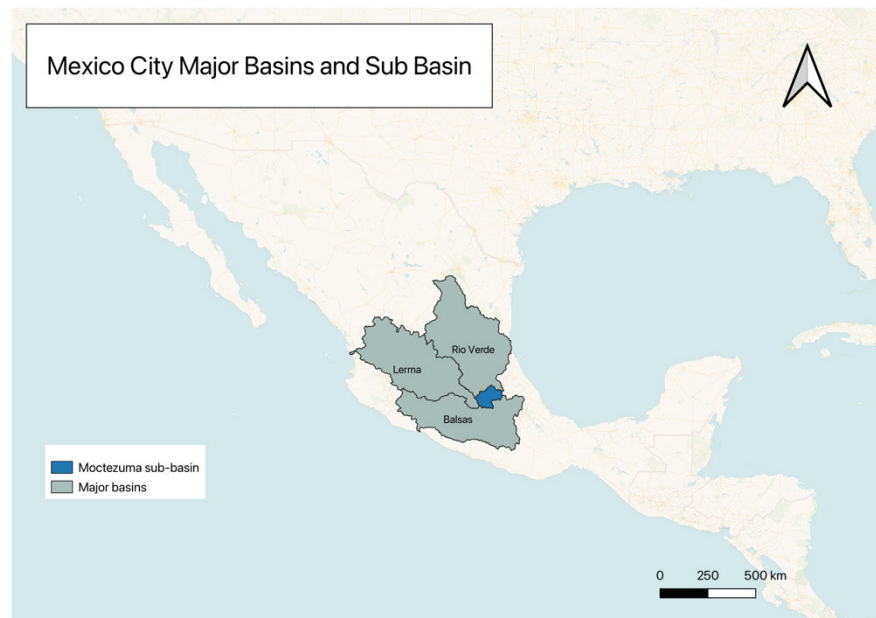 Mexico City Major Basins and Sub Basin
Rio Verde
Lerma
Balsas
Moctezuma sub-basin
Major basins
0 250 500 km